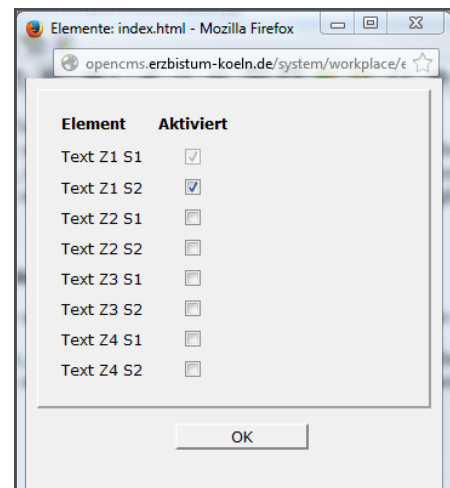 Elemente: index.html - Mozilla Firefox
opencms.erzbistum-koeln.de/system/workplace/e
Element Aktiviert
Text Z1 S1
Text Z1 S2
Text Z2 S1
Text Z2 S2
Text Z3 S1
Text Z3 S2
Text Z4 S1
Text Z4 S2
OK